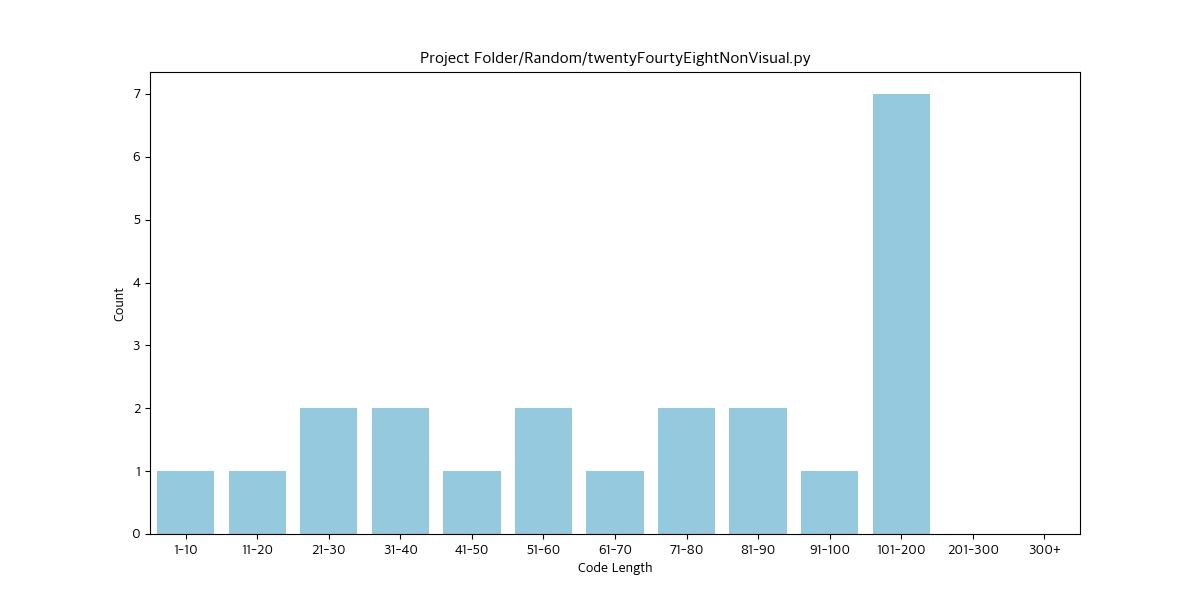 Project Folder/Random/twentyFourtyEightNonVisual.py
7
6
5
4
3
2
1
0
Count
1-10 11-20 21-30 31-40 41-50 51-60 61-70 71-80 81-90 91-100 101-200 201-300 300+
Code Length